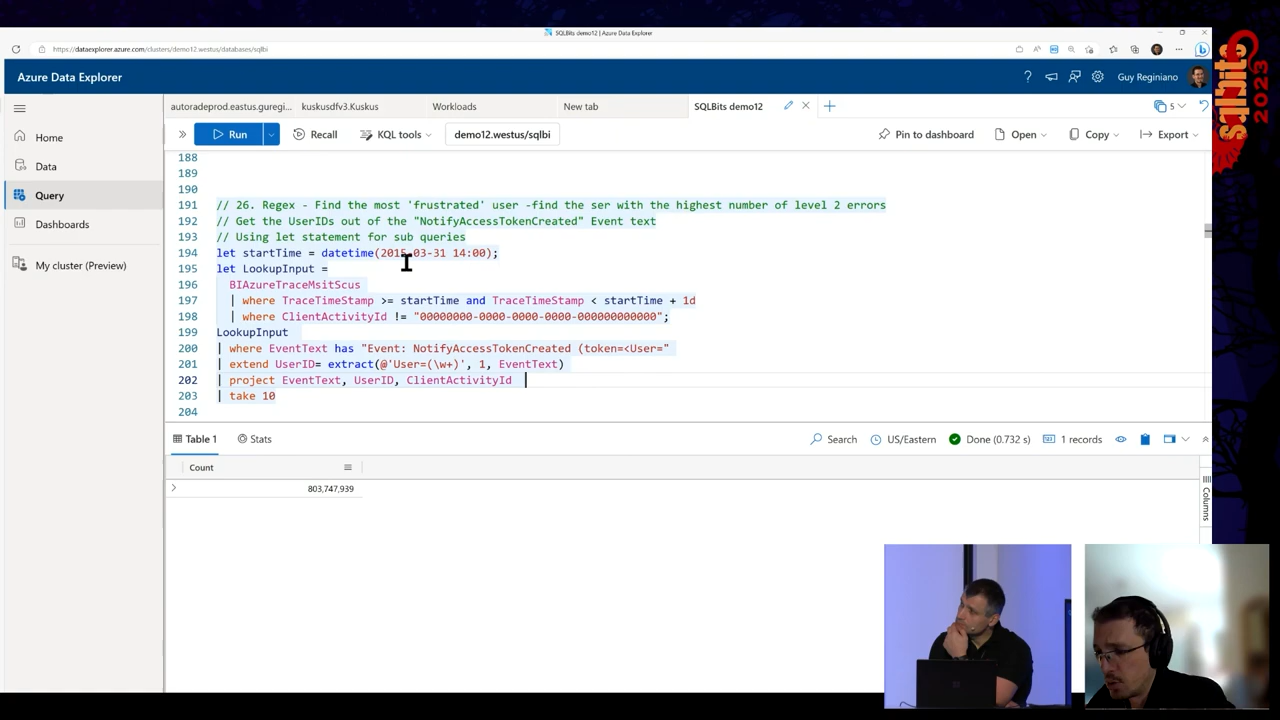 SQLBits demo12 | Azure Data Explorer
https://dataexplorer.azure.com/clusters/demo12.westus/databases/sqlbi
Azure Data Explorer
Guy Reginiano
autoradeprod.eastus.guregi...
kuskusdfv3.Kuskus
Workloads
New tab
SQLBits demo12
5
Run
Recall
KQL tools
demo12.westus/sqlbi
Pin to dashboard
Open
Copy
Export
Home
Data
Query
Dashboards
My cluster (Preview)
188
189
190
191 // 26. Regex - Find the most 'frustrated' user -find the ser with the highest number of level 2 errors
192 // Get the UserIDs out of the "NotifyAccessTokenCreated" Event text
193 // Using let statement for sub queries
194 let startTime = datetime(2015-03-31 14:00);
195 let LookupInput =
196 BIAzureTraceMsitScus
197 | where TraceTimeStamp >= startTime and TraceTimeStamp < startTime + 1d
198 | where ClientActivityId != "00000000-0000-0000-0000-000000000000";
199 LookupInput
200 | where EventText has "Event: NotifyAccessTokenCreated (token=<User="
201 | extend UserID= extract(@'User=(\w+)', 1, EventText)
202 | project EventText, UserID, ClientActivityId
203 | take 10
204
Table 1
Stats
Search
US/Eastern
Done (0.732 s)
1 records
Count
803,747,939
Columns
sqlbits
2023